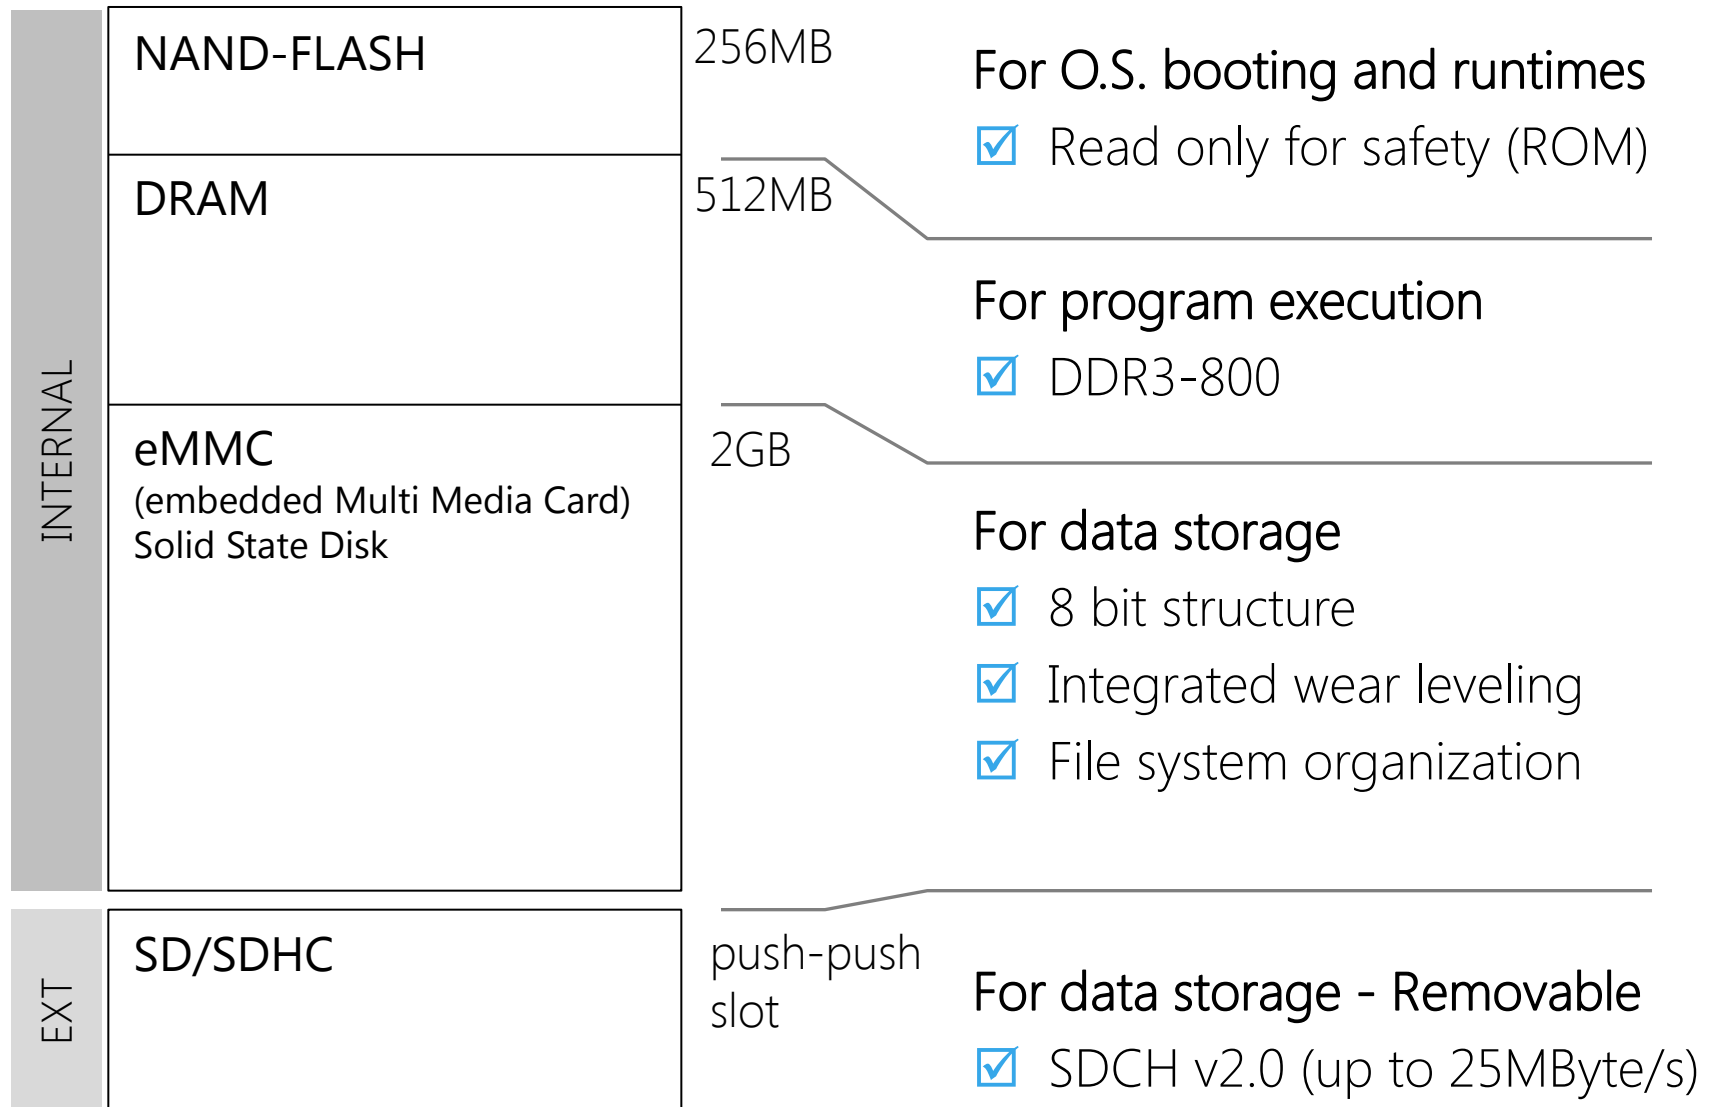 INTERNAL
NAND-FLASH
256MB
For O.S. booting and runtimes
Read only for safety (ROM)
DRAM
512MB
For program execution
DDR3-800
eMMC
(embedded Multi Media Card)
Solid State Disk
2GB
For data storage
8 bit structure
Integrated wear leveling
File system organization
EXT
SD/SDHC
push-push
slot
For data storage - Removable
SDCH v2.0 (up to 25MByte/s)